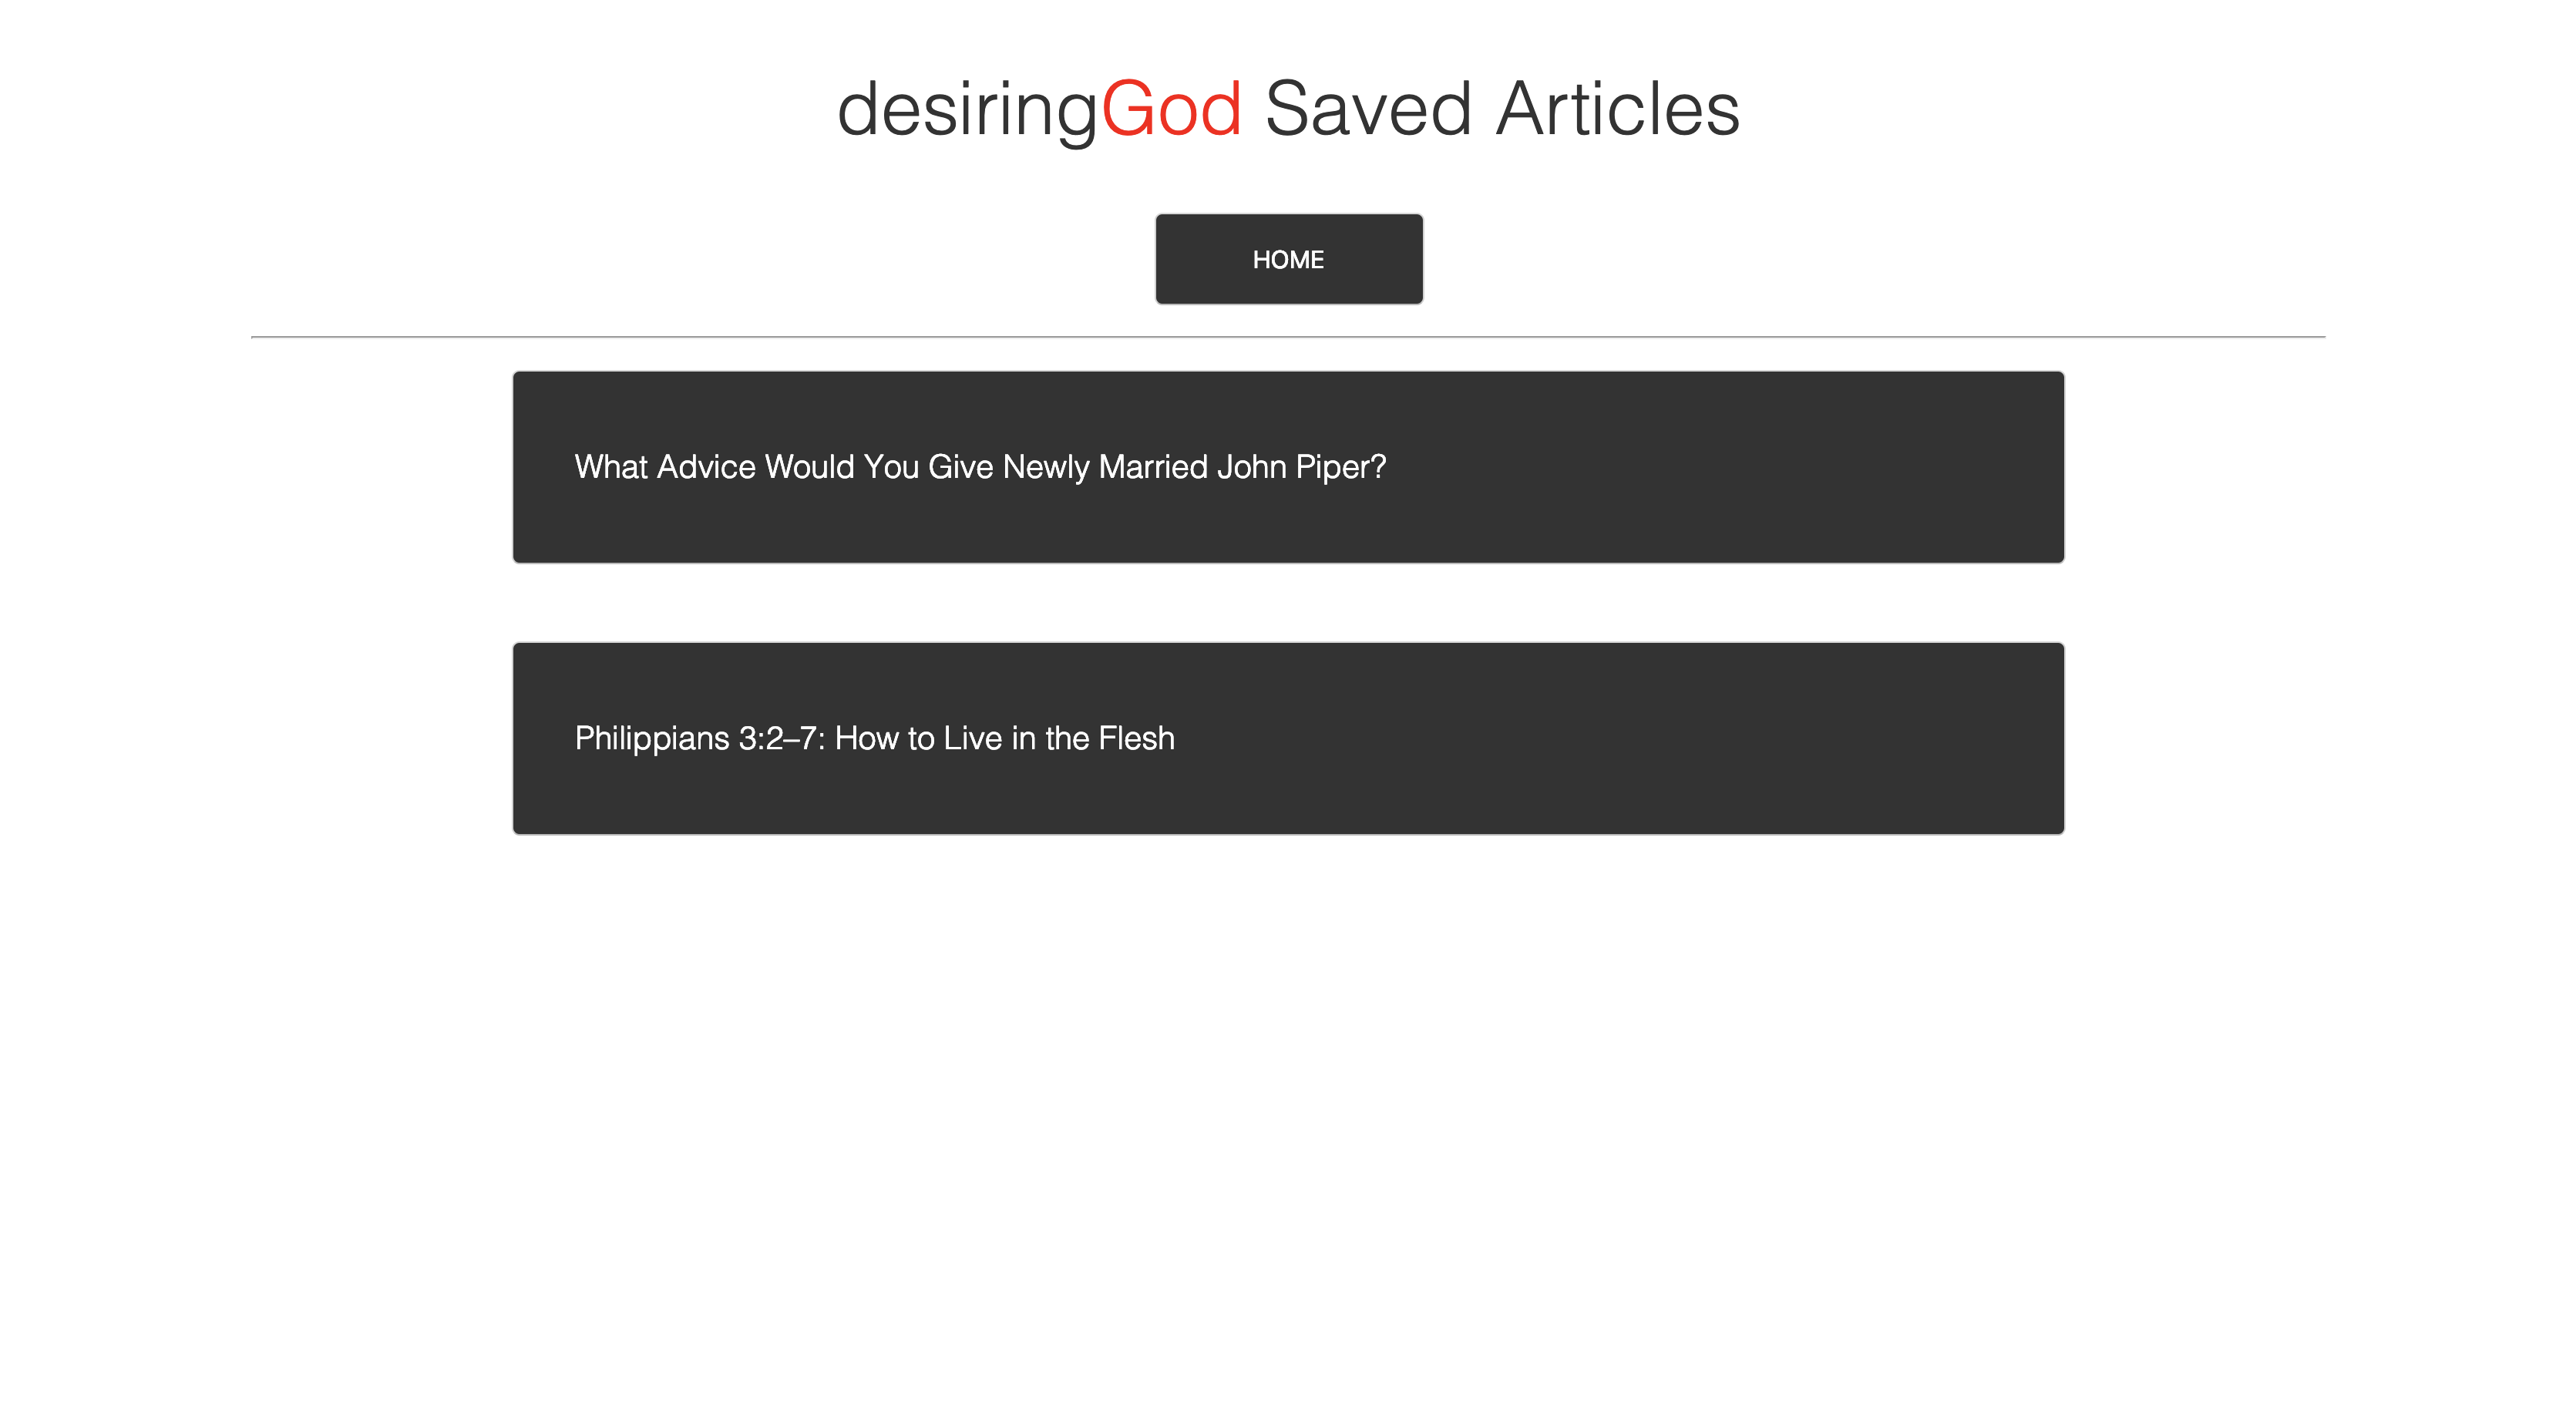 desiringGod Saved Articles
HOME
What Advice Would You Give Newly Married John Piper?
Philippians 3:2–7: How to Live in the Flesh